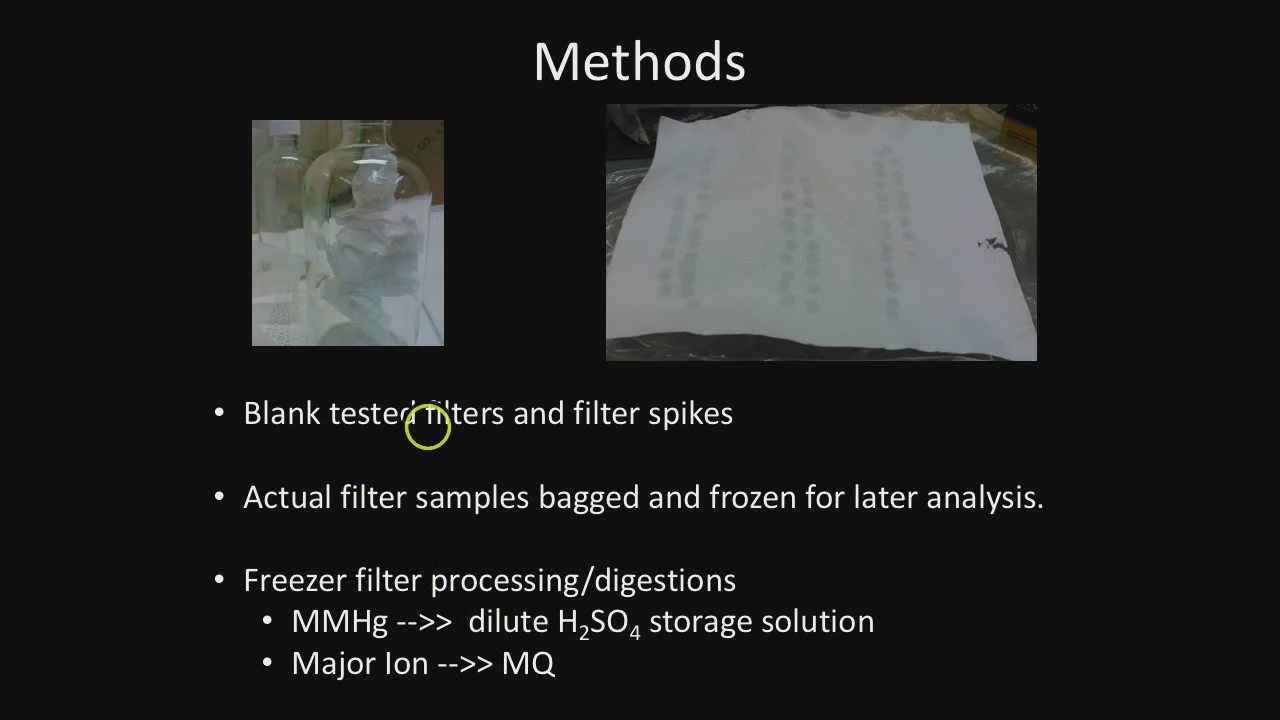 Methods
• Blank tested filters and filter spikes
• Actual filter samples bagged and frozen for later analysis.
• Freezer filter processing/digestions
• MMHg -->> dilute H₂SO₄ storage solution
• Major Ion -->> MQ